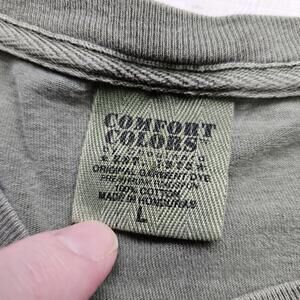 COMFORT
COLORS
ORIGINAL GARMENT DYE
100% COTTON
MADE IN HONDURAS
L